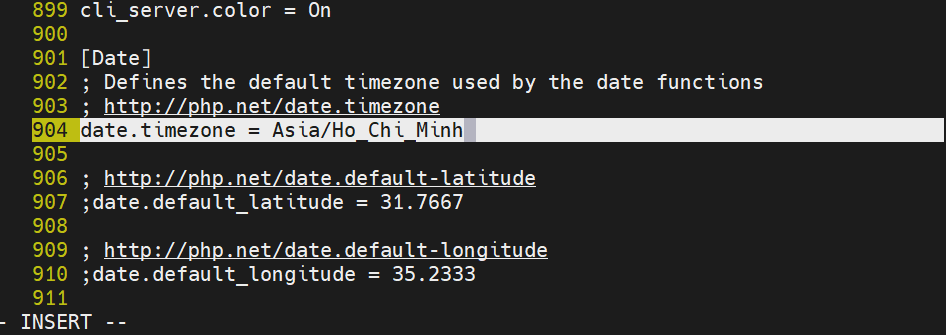 899 cli_server.color = On
900
901 [Date]
902 ; Defines the default timezone used by the date functions
903 ; http://php.net/date.timezone
904 date.timezone = Asia/Ho_Chi_Minh
905
906 ; http://php.net/date.default-latitude
907 ;date.default_latitude = 31.7667
908
909 ; http://php.net/date.default-longitude
910 ;date.default_longitude = 35.2333
911
- INSERT --